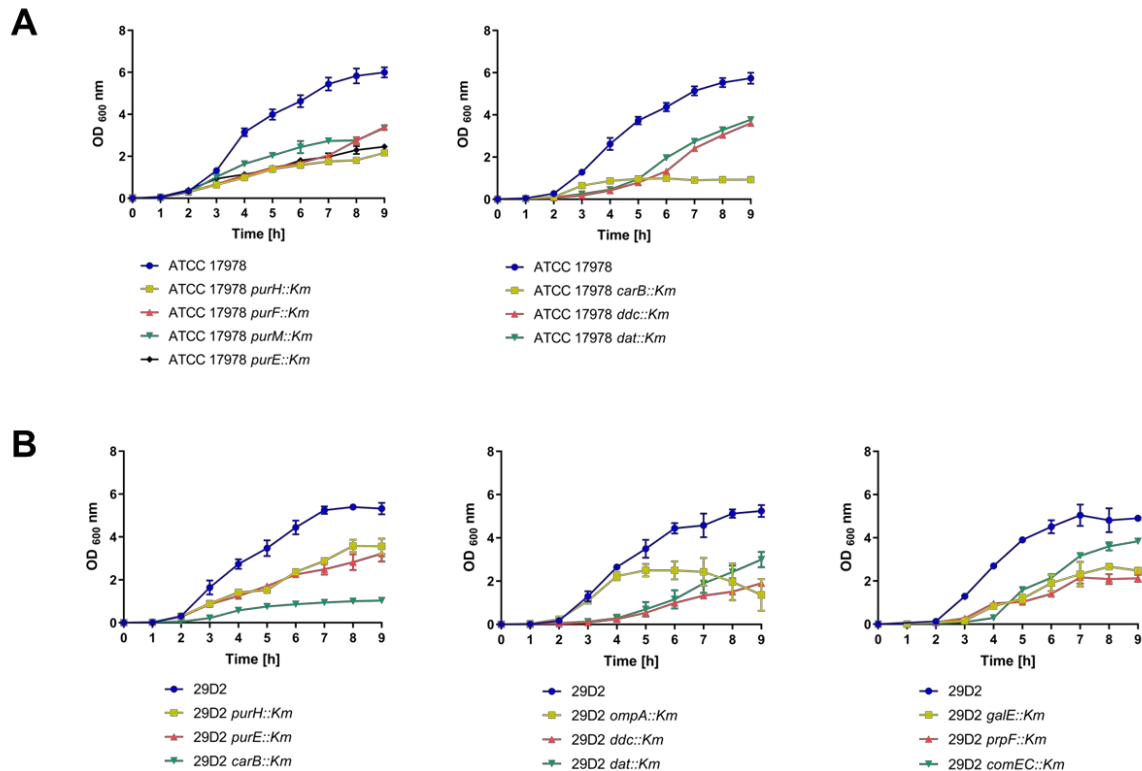 A
OD 600 nm
8
6
4
2
0
0 1 2 3 4 5 6 7 8 9
Time [h]
ATCC 17978
ATCC 17978 purH::Km
ATCC 17978 purF::Km
ATCC 17978 purM::Km
ATCC 17978 purE::Km
OD 600 nm
8
6
4
2
0
0 1 2 3 4 5 6 7 8 9
Time [h]
ATCC 17978
ATCC 17978 carB::Km
ATCC 17978 ddc::Km
ATCC 17978 dat::Km
B
OD 600 nm
8
6
4
2
0
0 1 2 3 4 5 6 7 8 9
Time [h]
29D2
29D2 purH::Km
29D2 purE::Km
29D2 carB::Km
OD 600 nm
8
6
4
2
0
0 1 2 3 4 5 6 7 8 9
Time [h]
29D2
29D2 ompA::Km
29D2 ddc::Km
29D2 dat::Km
OD 600 nm
8
6
4
2
0
0 1 2 3 4 5 6 7 8 9
Time [h]
29D2
29D2 galE::Km
29D2 prpF::Km
29D2 comEC::Km